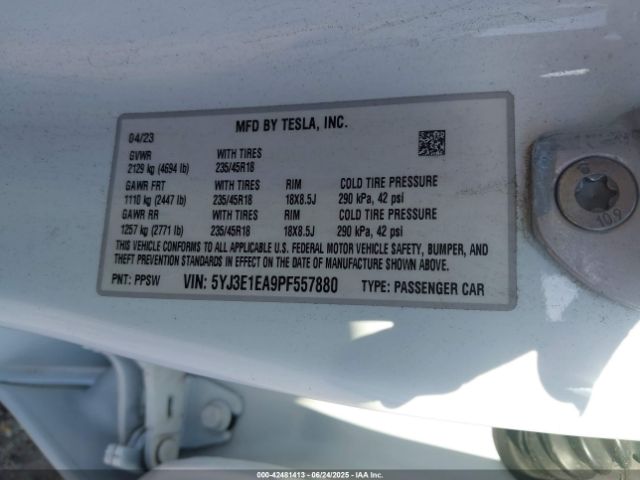 04/23 MFD BY TESLA, INC.
GVWR WITH TIRES
2129 kg (4694 lb) 235/45R18
GAWR FRT WITH TIRES RIM COLD TIRE PRESSURE
1110 kg (2447 lb) 235/45R18 18X8.5J 290 kPa, 42 psi
GAWR RR WITH TIRES RIM COLD TIRE PRESSURE
1257 kg (2771 lb) 235/45R18 18X8.5J 290 kPa, 42 psi
THIS VEHICLE CONFORMS TO ALL APPLICABLE U.S. FEDERAL MOTOR VEHICLE SAFETY, BUMPER, AND
THEFT PREVENTION STANDARDS IN EFFECT ON THE DATE OF MANUFACTURE SHOWN ABOVE.
PNT: PPSW VIN: 5YJ3E1EA9PF557880 TYPE: PASSENGER CAR
10.9
000-42481413 - 06/24/2025 - IAAI.COM